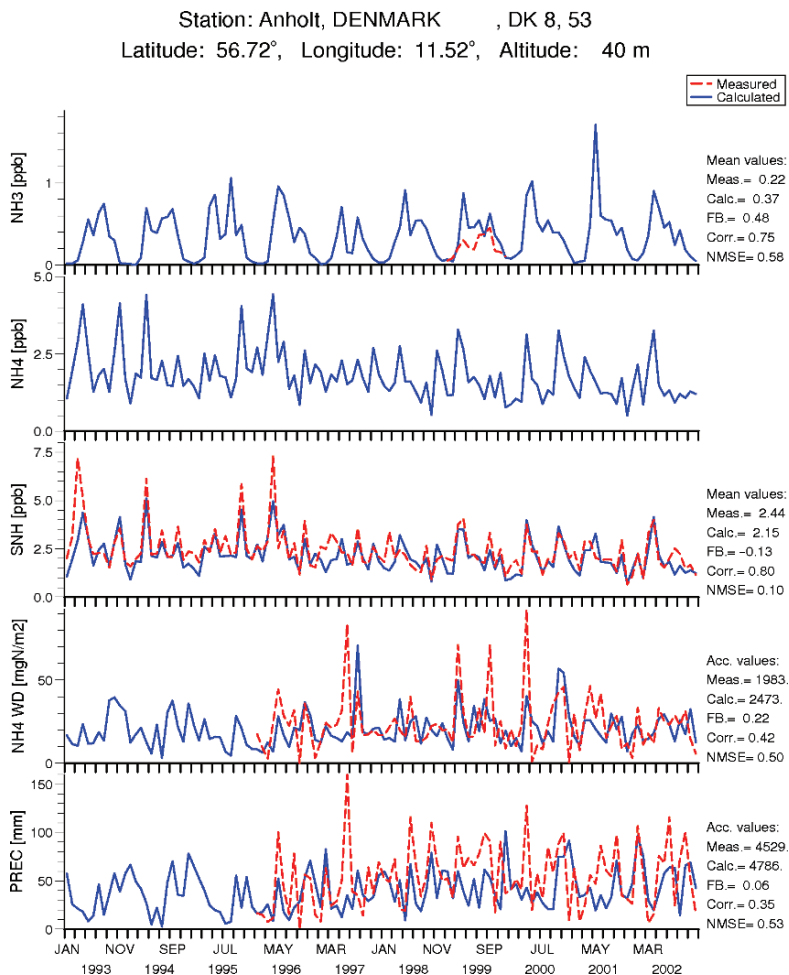 Station: Anholt, DENMARK , DK 8, 53
Latitude: 56.72°, Longitude: 11.52°, Altitude: 40 m
Measured
Calculated
NH3 [ppb]
1
0
Mean values:
Meas.= 0.22
Calc.= 0.37
FB.= 0.48
Corr.= 0.75
NMSE= 0.58
NH4 [ppb]
5.0
2.5
0.0
SNH [ppb]
7.5
5.0
2.5
0.0
Mean values:
Meas.= 2.44
Calc.= 2.15
FB.= −0.13
Corr.= 0.80
NMSE= 0.10
NH4 WD [mgN/m2]
50
0
Acc. values:
Meas.= 1983.
Calc.= 2473.
FB.= 0.22
Corr.= 0.42
NMSE= 0.50
PREC [mm]
150
100
50
0
Acc. values:
Meas.= 4529.
Calc.= 4786.
FB.= 0.06
Corr.= 0.35
NMSE= 0.53
JAN NOV SEP JUL MAY MAR JAN NOV SEP JUL MAY MAR
1993 1994 1995 1996 1997 1998 1999 2000 2001 2002